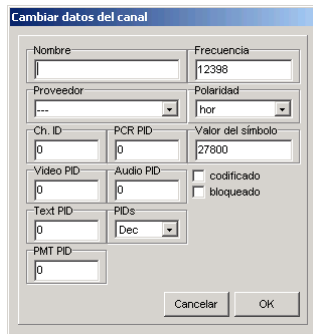 Cambiar datos del canal
Nombre
Frecuencia
12398
Proveedor
Polaridad
---
hor
Ch. ID
PCR PID
Valor del símbolo
0
0
27800
Video PID
Audio PID
codificado
0
0
bloqueado
Text PID
PIDs
0
Dec
PMT PID
0
Cancelar
OK